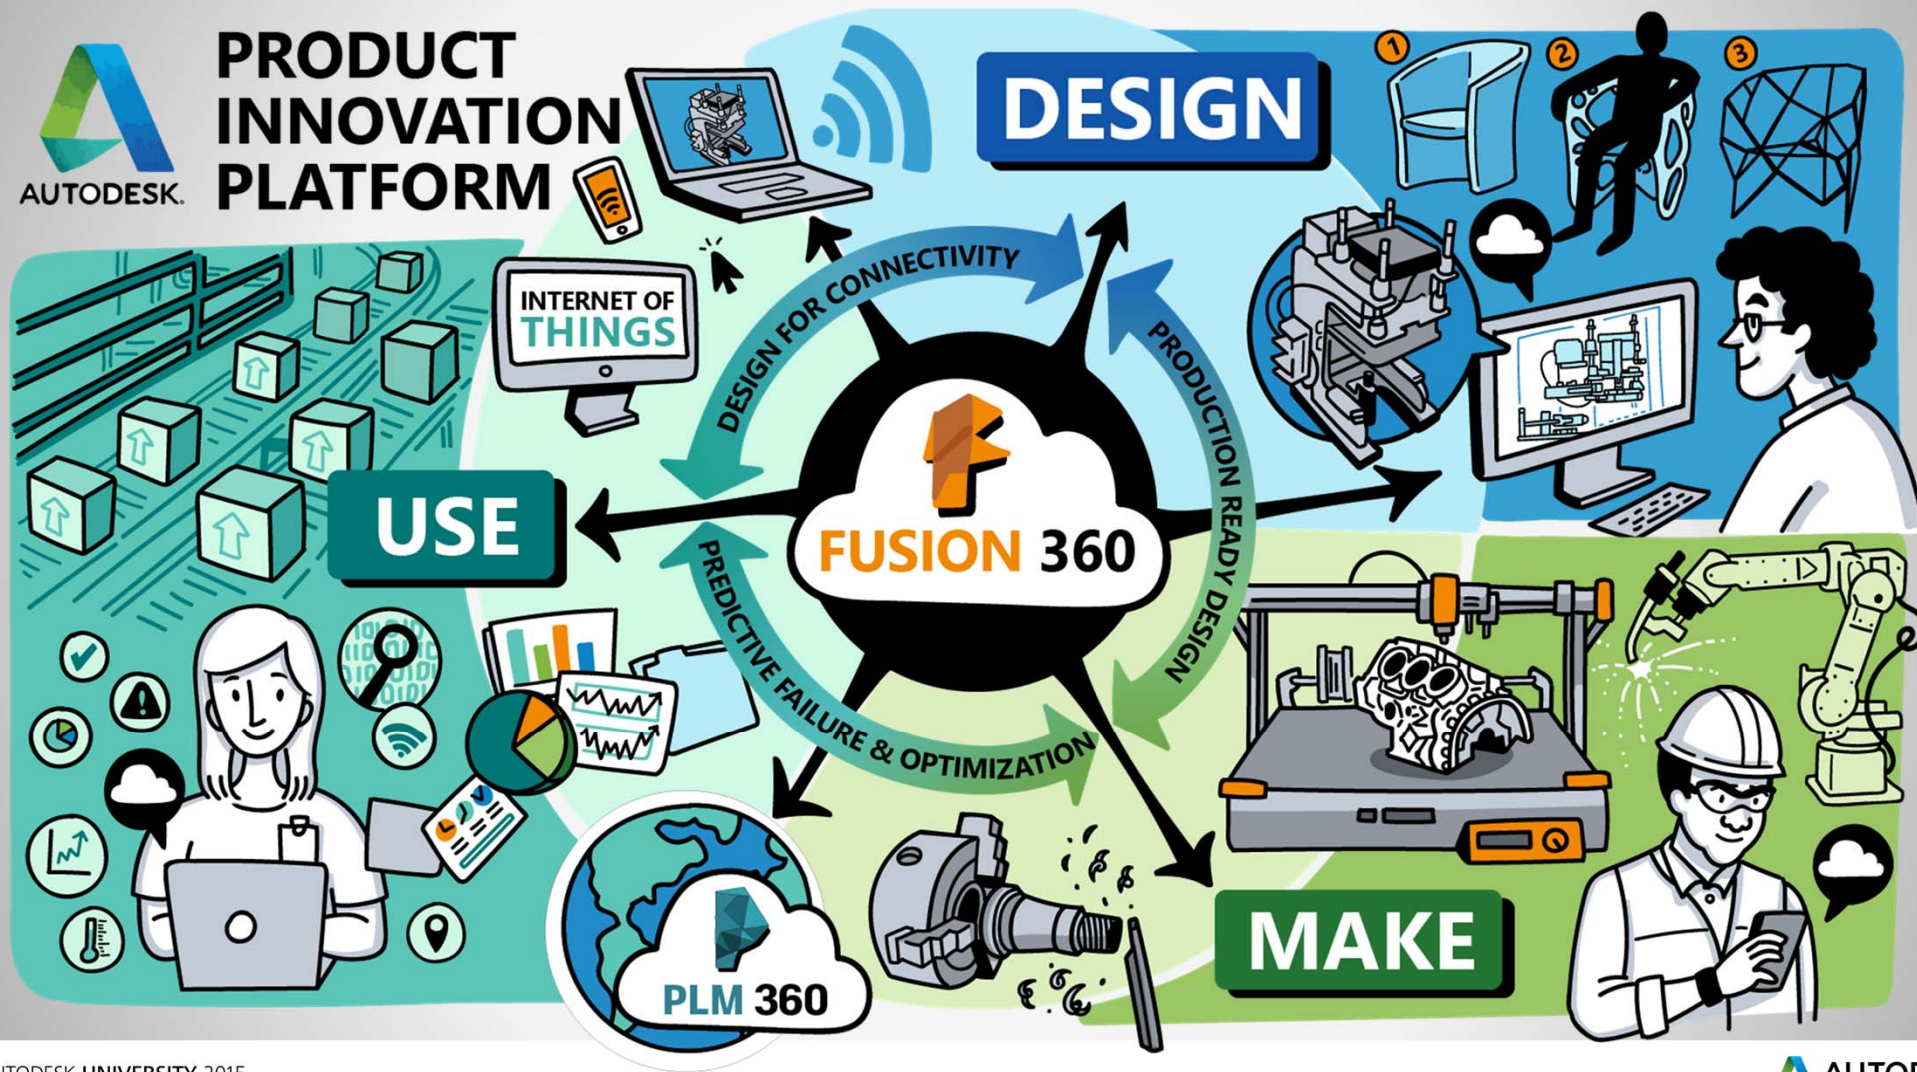 AUTODESK.
PRODUCT
INNOVATION
PLATFORM
DESIGN
1
2
3
INTERNET OF
THINGS
DESIGN FOR CONNECTIVITY
PRODUCTION READY DESIGN
PREDICTIVE FAILURE & OPTIMIZATION
FUSION 360
USE
MAKE
PLM 360
UNIVERSITY 2015